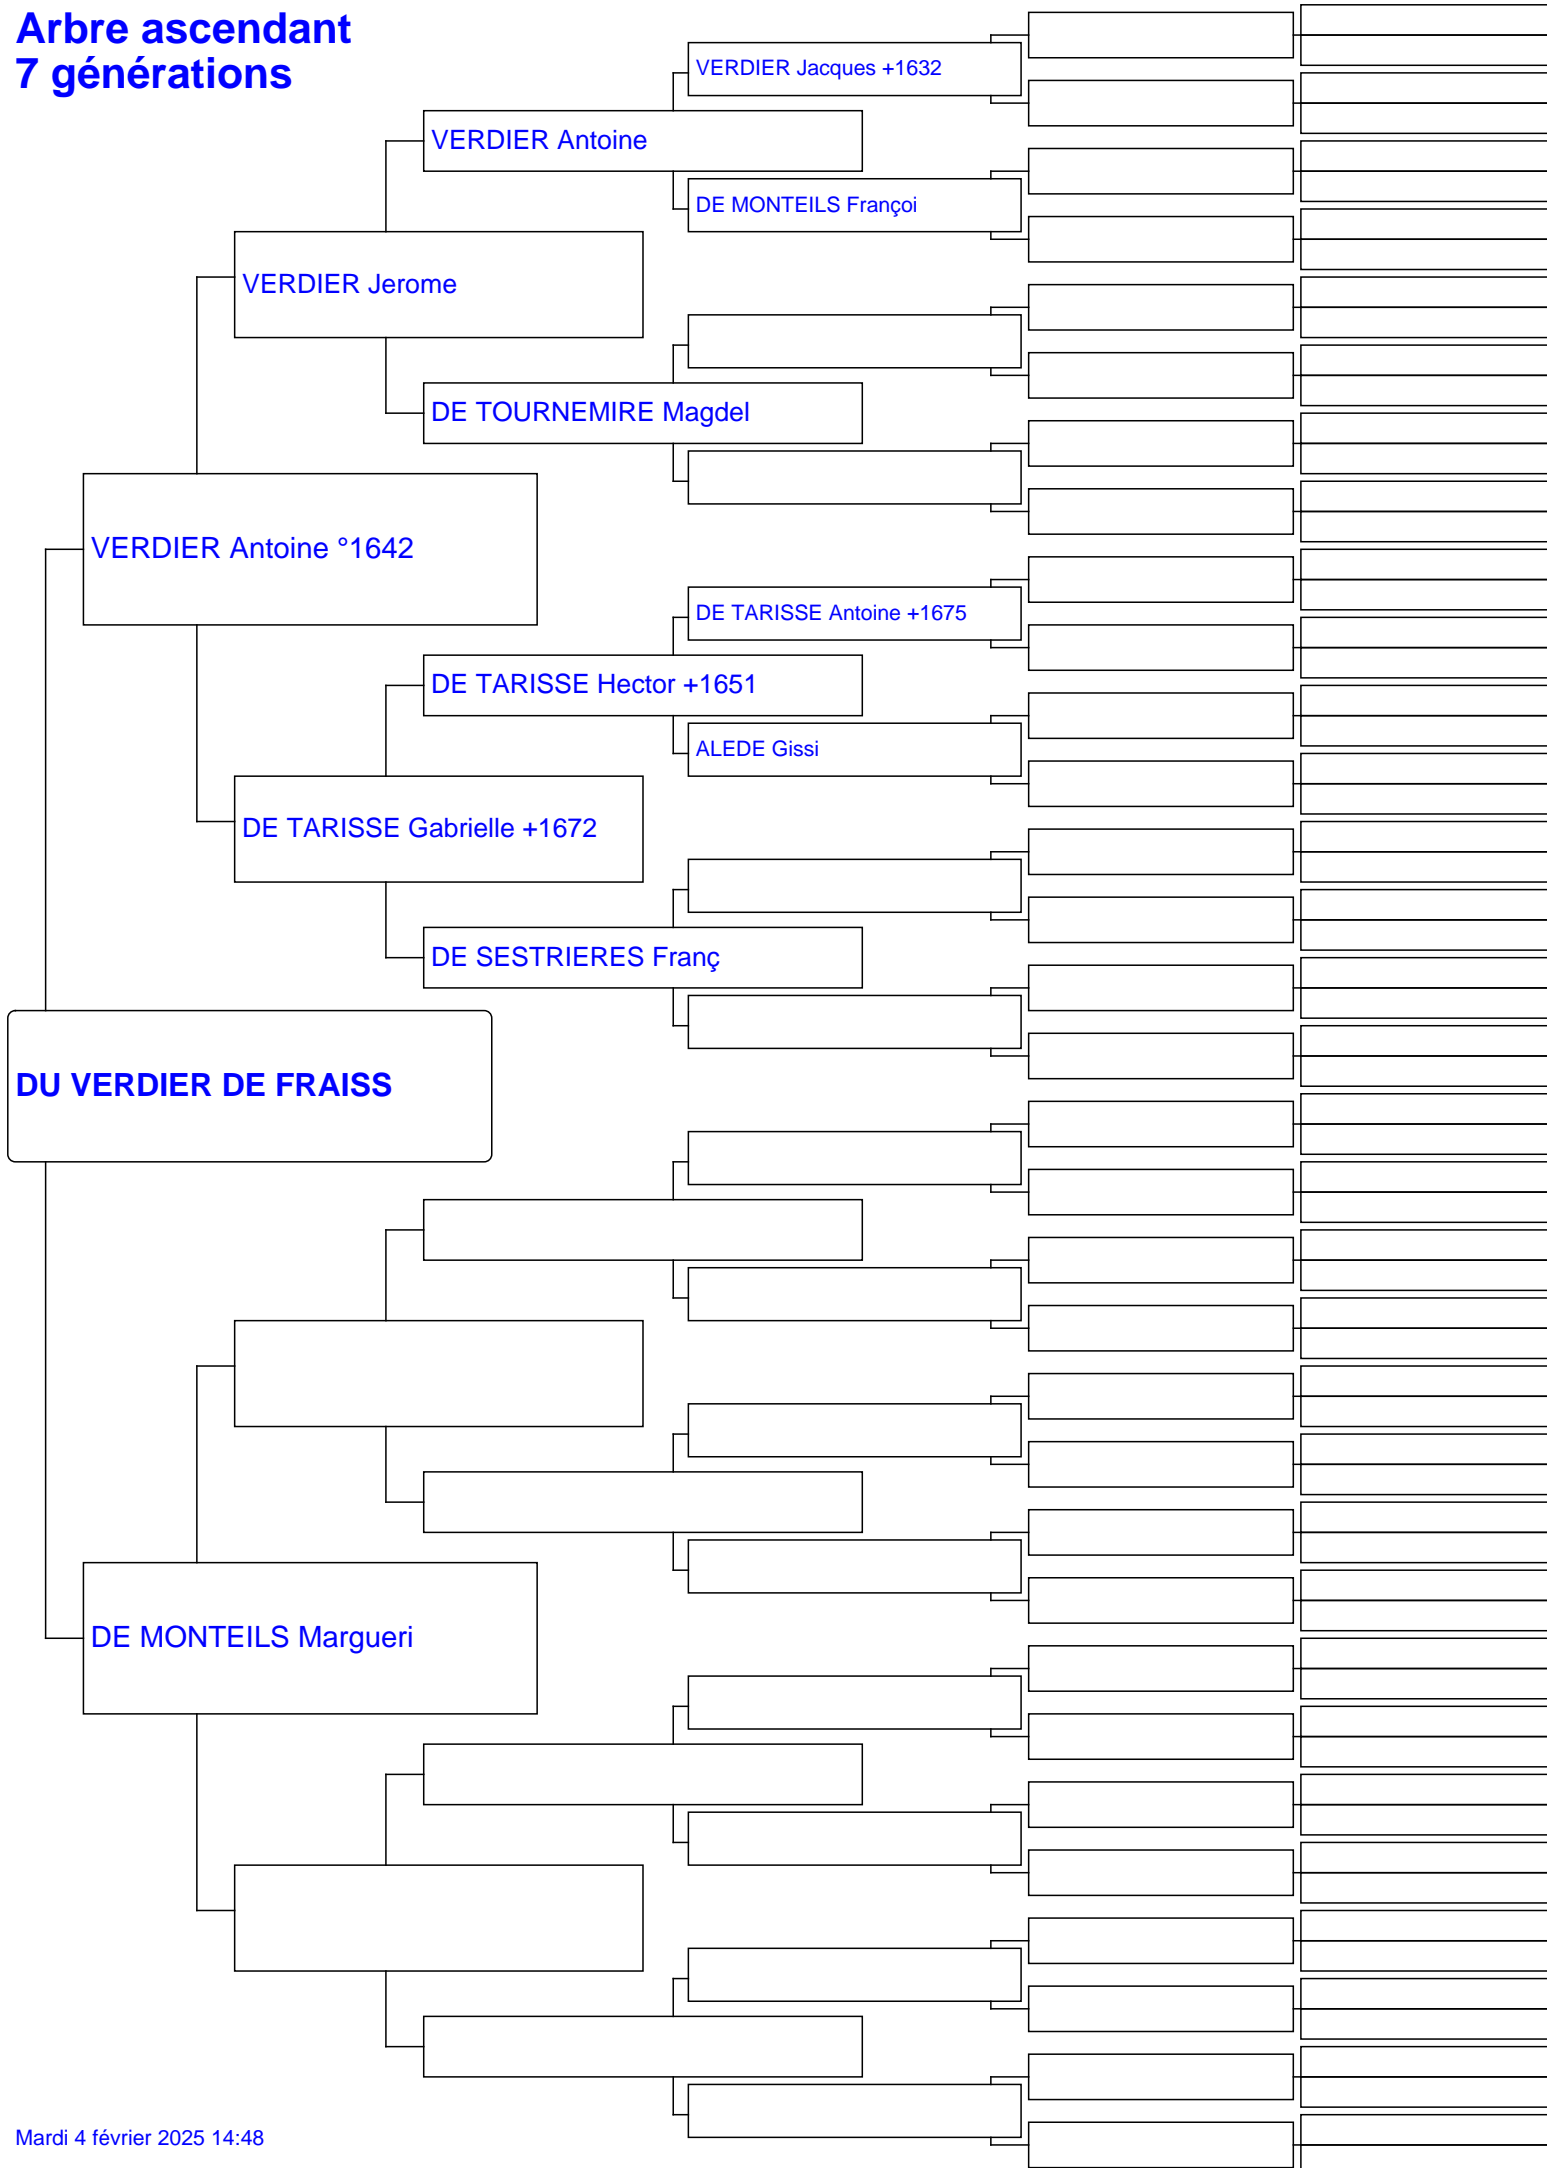 Arbre ascendant
7 générations
VERDIER Jacques +1632
VERDIER Antoine
DE MONTEILS Françoi
VERDIER Jerome
DE TOURNEMIRE Magdel
VERDIER Antoine °1642
DE TARISSE Antoine +1675
DE TARISSE Hector +1651
ALEDE Gissi
DE TARISSE Gabrielle +1672
DE SESTRIERES Franç
DU VERDIER DE FRAISS
DE MONTEILS Margueri
Mardi 4 février 2025 14:48